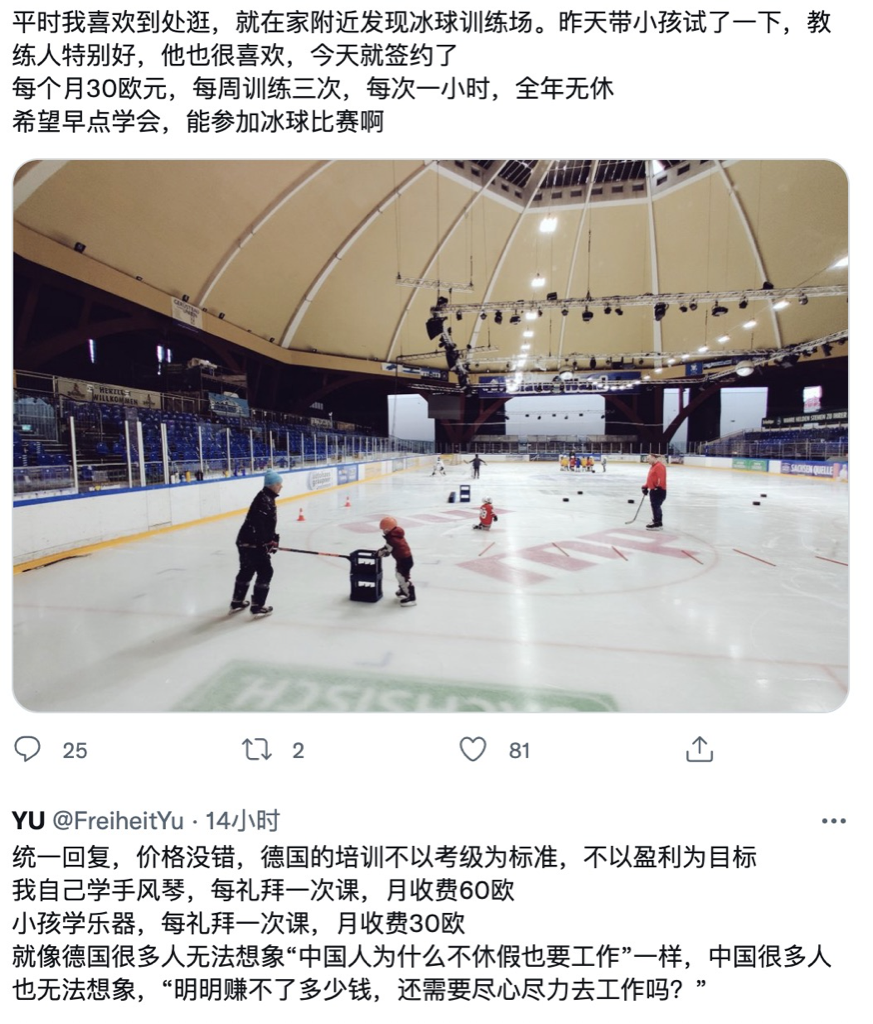 平时我喜欢到处逛，就在家附近发现冰球训练场。昨天带小孩试了一下，教
练人特别好，他也很喜欢，今天就签约了
每个月30欧元，每周训练三次，每次一小时，全年无休
希望早点学会，能参加冰球比赛啊
HERZLICH
WILLKOMMEN
SACHSEN QUELLE
25 2 81
YU @FreiheitYu · 14小时
统一回复，价格没错，德国的培训不以考级为标准，不以盈利为目标
我自己学手风琴，每礼拜一次课，月收费60欧
小孩学乐器，每礼拜一次课，月收费30欧
就像德国很多人无法想象“中国人为什么不休假也要工作”一样，中国很多人
也无法想象，“明明赚不了多少钱，还需要尽心尽力去工作吗？”